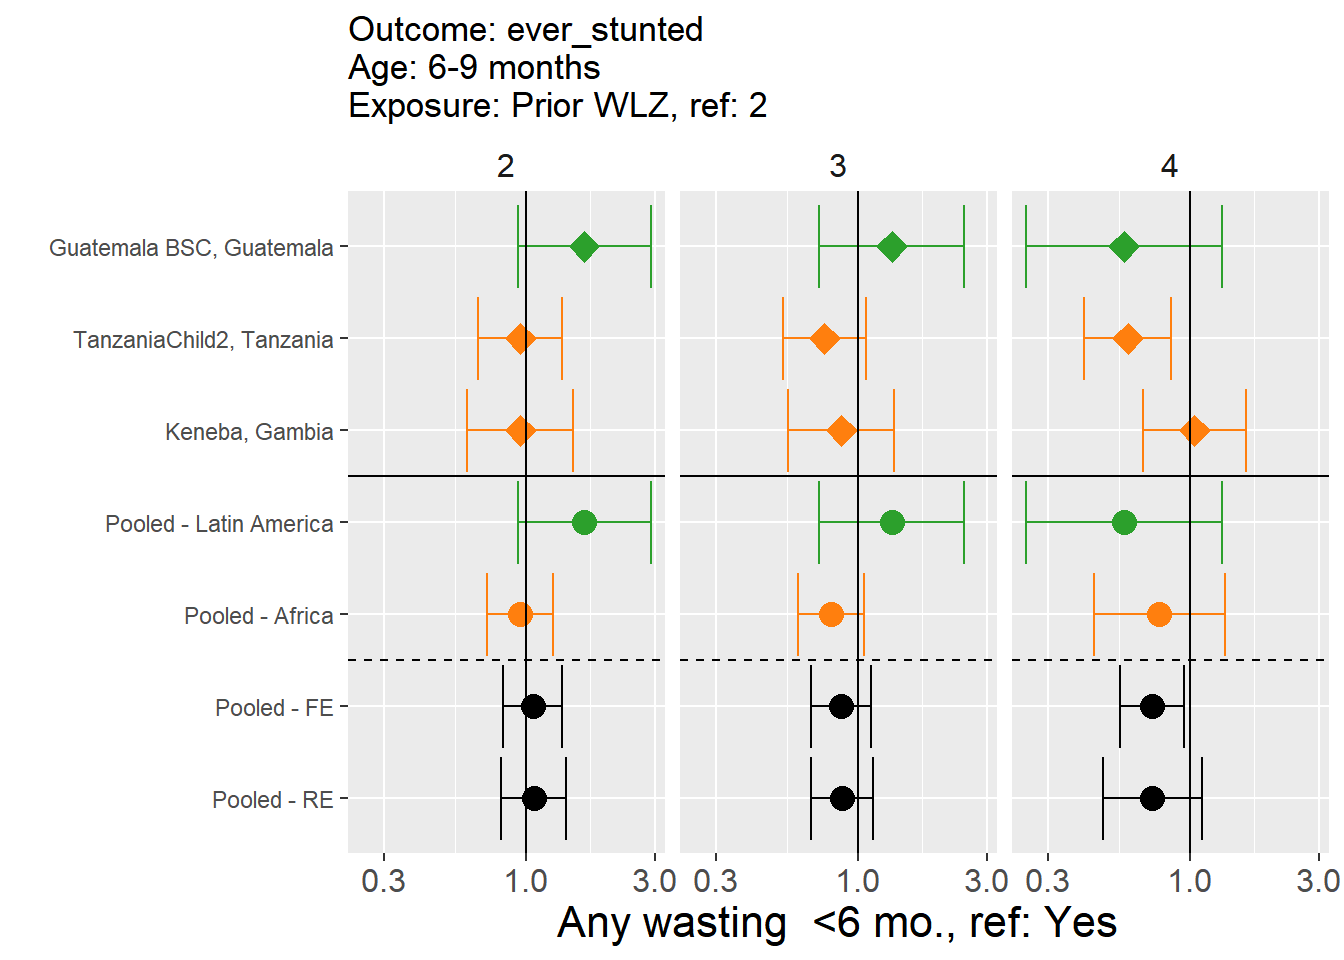 Outcome: ever_stunted
Age: 6-9 months
Exposure: Prior WLZ, ref: 2
2 3 4
Guatemala BSC, Guatemala
TanzaniaChild2, Tanzania
Keneba, Gambia
Pooled - Latin America
Pooled - Africa
Pooled - FE
Pooled - RE
0.3 1.0 3.0 0.3 1.0 3.0 0.3 1.0 3.0
Any wasting  <6 mo., ref: Yes